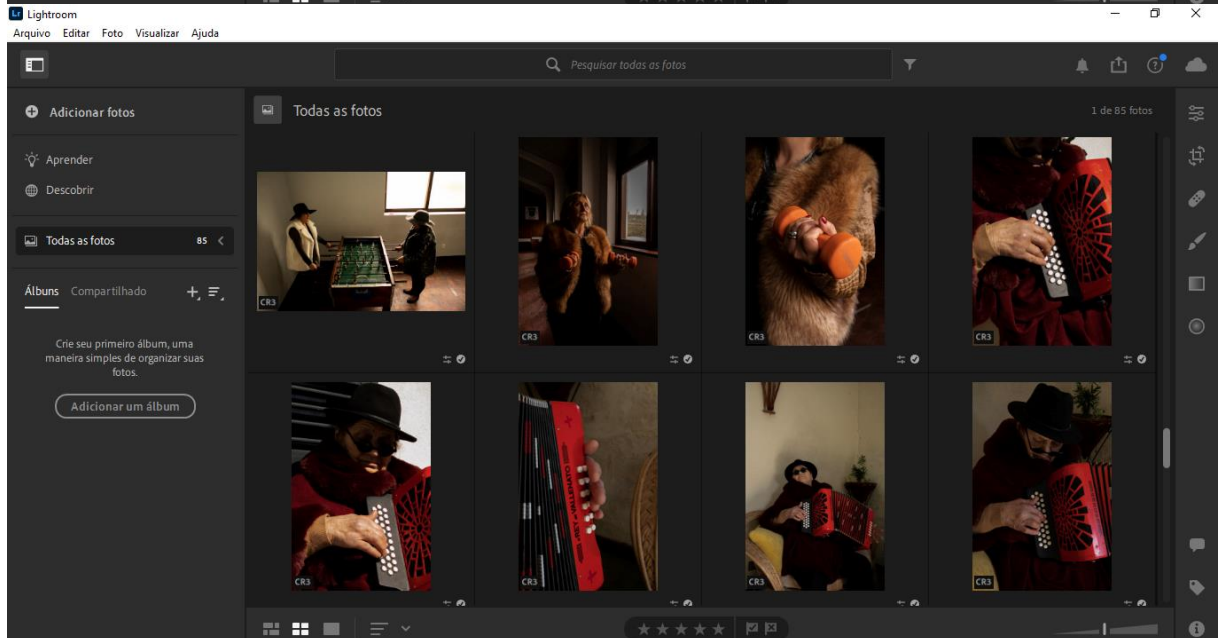 Lr Lightroom
Arquivo Editar Foto Visualizar Ajuda
Pesquisar todas as fotos
Adicionar fotos
Todas as fotos
1 de 85 fotos
Aprender
Descobrir
Todas as fotos 85
Álbuns Compartilhado
Crie seu primeiro álbum, uma
maneira simples de organizar suas
fotos.
Adicionar um álbum
CR3
CR3
CR3
CR3
CR3
CR3
CR3
CR3